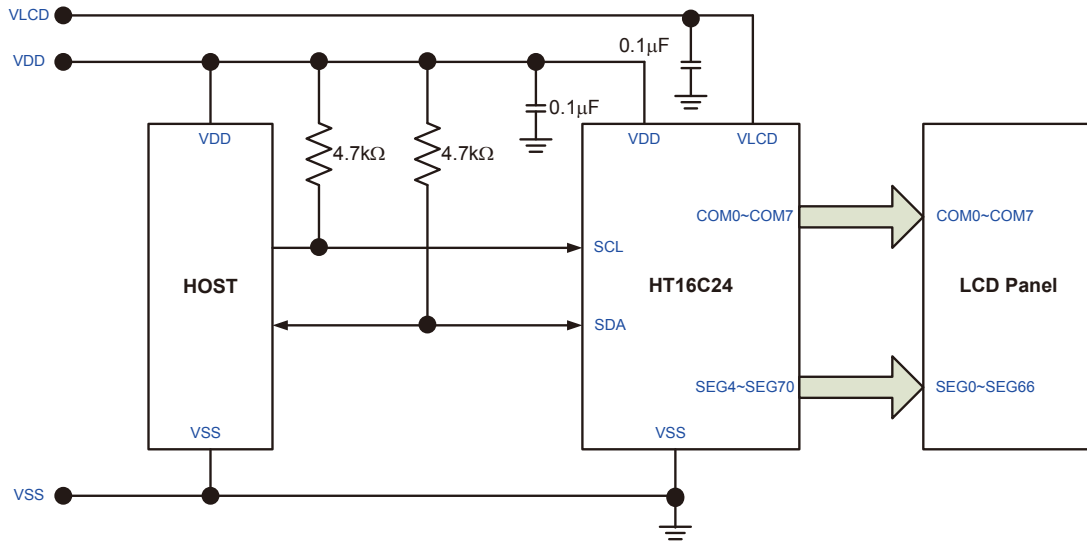 VLCD
0.1μF
VDD
0.1μF
VDD
4.7kΩ
4.7kΩ
VDD
VLCD
COM0~COM7
COM0~COM7
SCL
HOST
HT16C24
LCD Panel
SDA
SEG4~SEG70
SEG0~SEG66
VSS
VSS
VSS